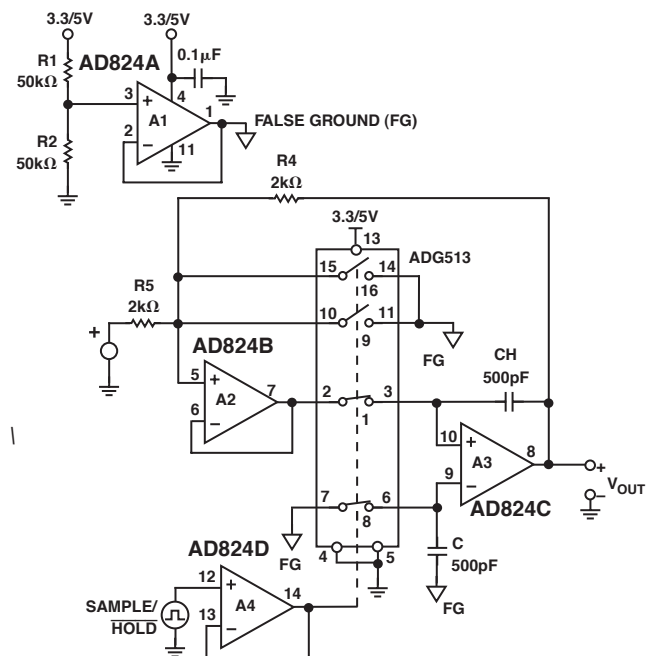 3.3/5V
3.3/5V
R1
50kΩ
AD824A
0.1µF
3
+
4
1
A1
2
−
11
FALSE GROUND (FG)
R2
50kΩ
R4
2kΩ
3.3/5V
13
ADG513
15
14
16
R5
2kΩ
10
11
9
+
FG
AD824B
CH
500pF
5
+
7
A2
6
−
2
3
1
10
+
8
A3
9
−
+
VOUT
−
AD824C
7
6
8
FG
4
5
C
500pF
FG
AD824D
12
+
14
A4
13
−
SAMPLE/
HOLD